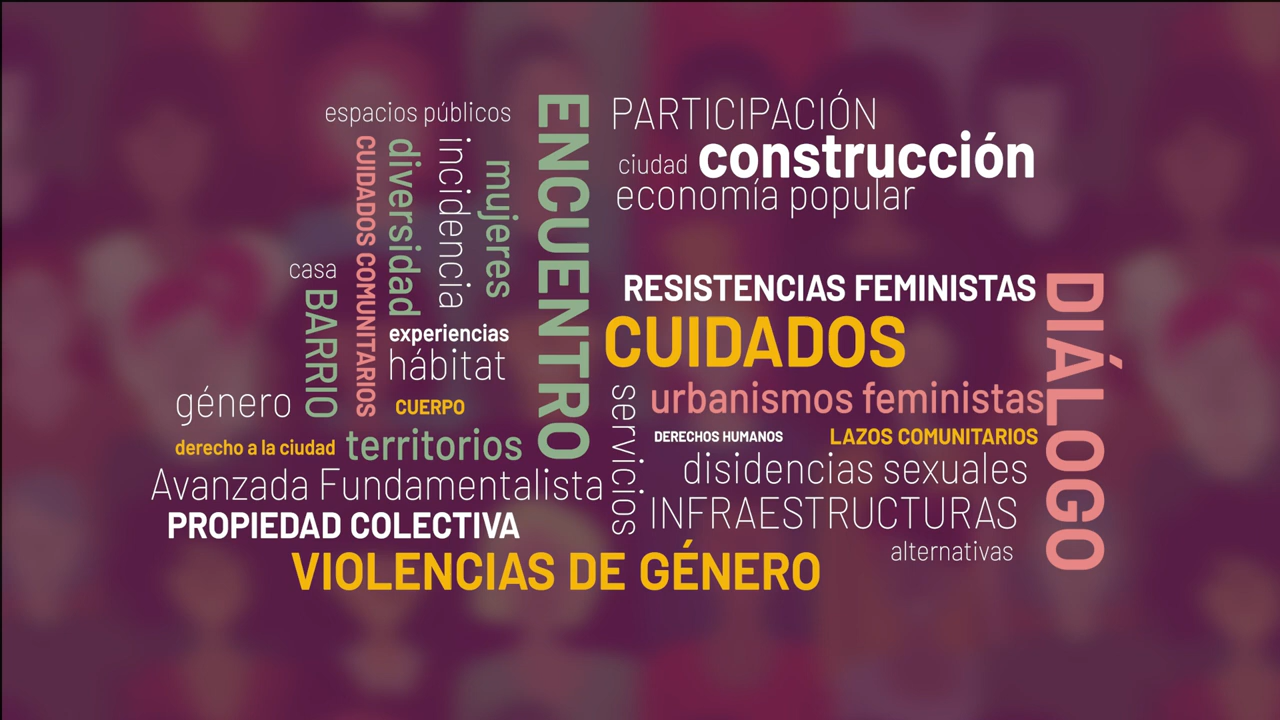 espacios públicos
CUIDADOS COMUNITARIOS
diversidad
incidencia
mujeres
ENCUENTRO
PARTICIPACIÓN
ciudad construcción
economía popular
casa
BARRIO
experiencias
hábitat
género
CUERPO
derecho a la ciudad
territorios
Avanzada Fundamentalista
PROPIEDAD COLECTIVA
VIOLENCIAS DE GÉNERO
RESISTENCIAS FEMINISTAS
CUIDADOS
DIÁLOGO
servicios
urbanismos feministas
DERECHOS HUMANOS
LAZOS COMUNITARIOS
disidencias sexuales
INFRAESTRUCTURAS
alternativas